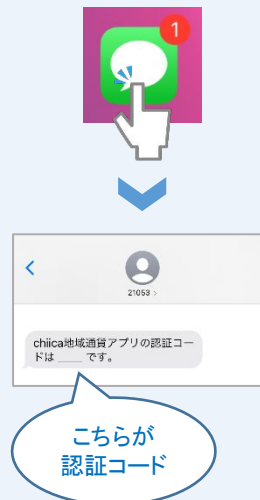 1
21053 >
chiica地域通貨アプリの認証コー
ドは ____ です。
こちらが
認証コード